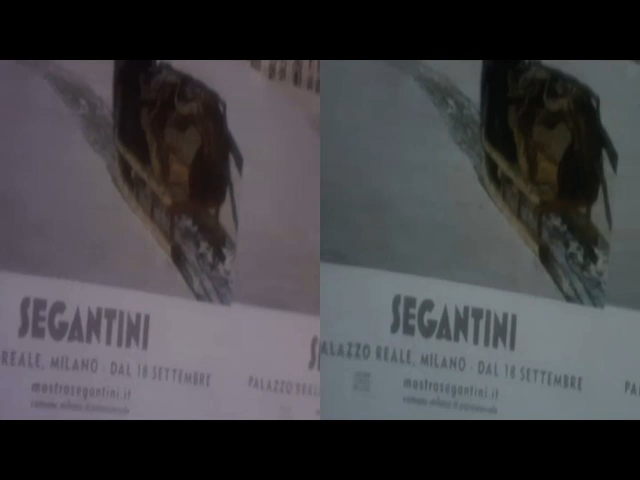 SEGANTINI
REALE, MILANO - DAL 18 SETTEMBRE
mostrasegantini.it
S
PALAZZO REALE
SEGANTINI
PALAZZO REALE, MILANO - DAL 18 SETTEMBRE
mostrasegantini.it
PA